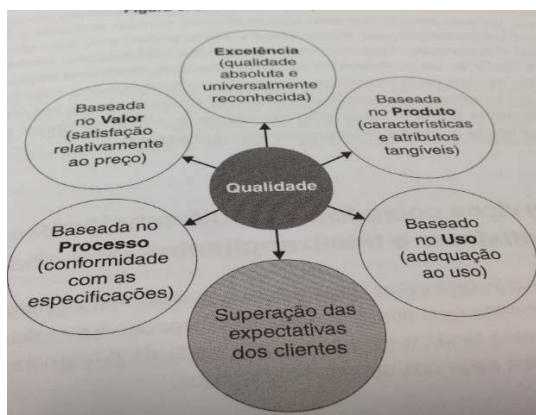 Excelência
(qualidade
absoluta e
universalmente
reconhecida)
Baseada
no Valor
(satisfação
relativamente
ao preço)
Baseada
no Produto
(características
e atributos
tangíveis)
Qualidade
Baseada no
Processo
(conformidade
com as
especificações)
Baseado
no Uso
(adequação
ao uso)
Superação das
expectativas
dos clientes